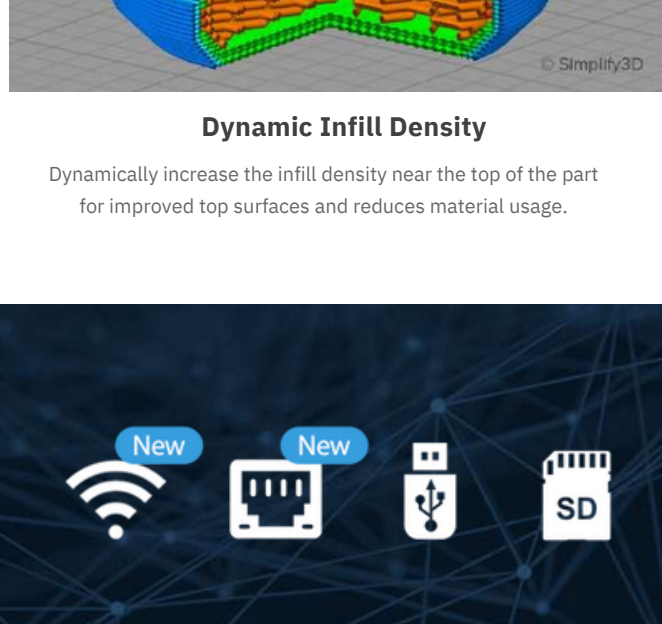 © Simplify3D
Dynamic Infill Density
Dynamically increase the infill density near the top of the part
for improved top surfaces and reduces material usage.
New
New
SD